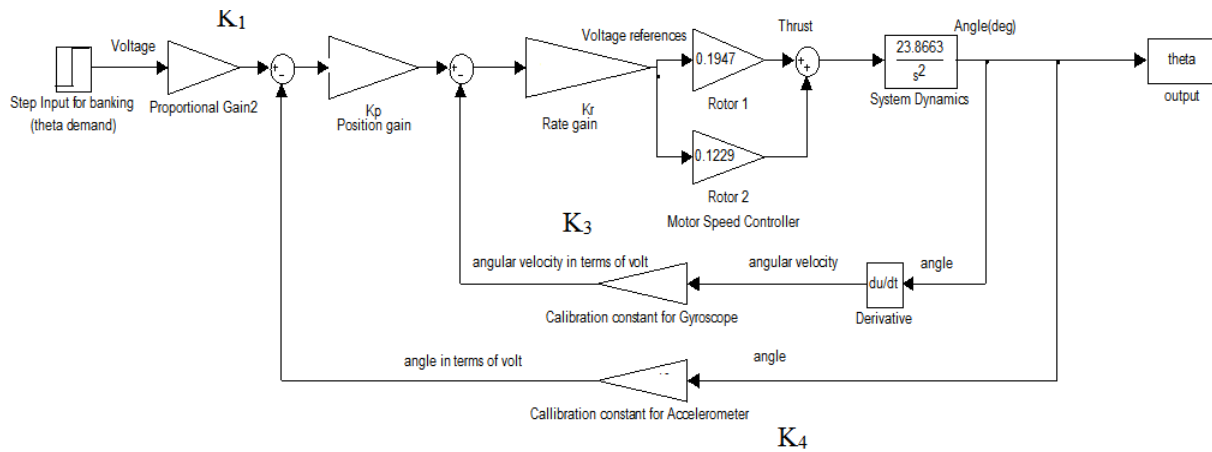 K1
Voltage
Step Input for banking
(theta demand)
Proportional Gain2
+
-
Kp
Position gain
+
-
Kr
Rate gain
Voltage references
0.1947
Rotor 1
0.1229
Rotor 2
Motor Speed Controller
Thrust
+
+
23.8663
s2
System Dynamics
Angle(deg)
theta
output
K3
angular velocity in terms of volt
Calibration constant for Gyroscope
angular velocity
du/dt
Derivative
angle
angle in terms of volt
Callibration constant for Accelerometer
angle
K4